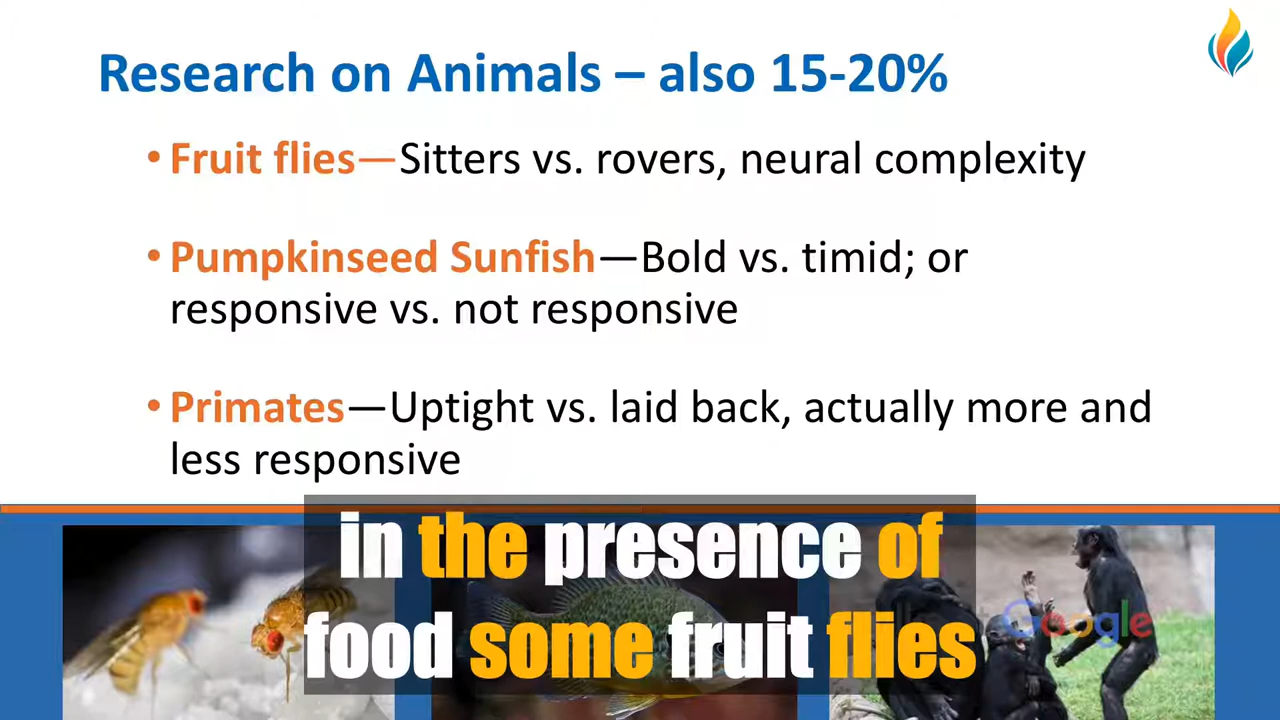 Research on Animals – also 15-20%
• Fruit flies—Sitters vs. rovers, neural complexity
• Pumpkinseed Sunfish—Bold vs. timid; or
responsive vs. not responsive
• Primates—Uptight vs. laid back, actually more and
less responsive
in the presence of
food some fruit flies
Google